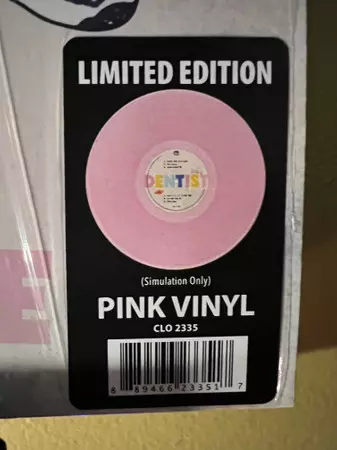 LIMITED EDITION
DENTIST
(Simulation Only)
PINK VINYL
CLO 2335
8 89466 23351 7